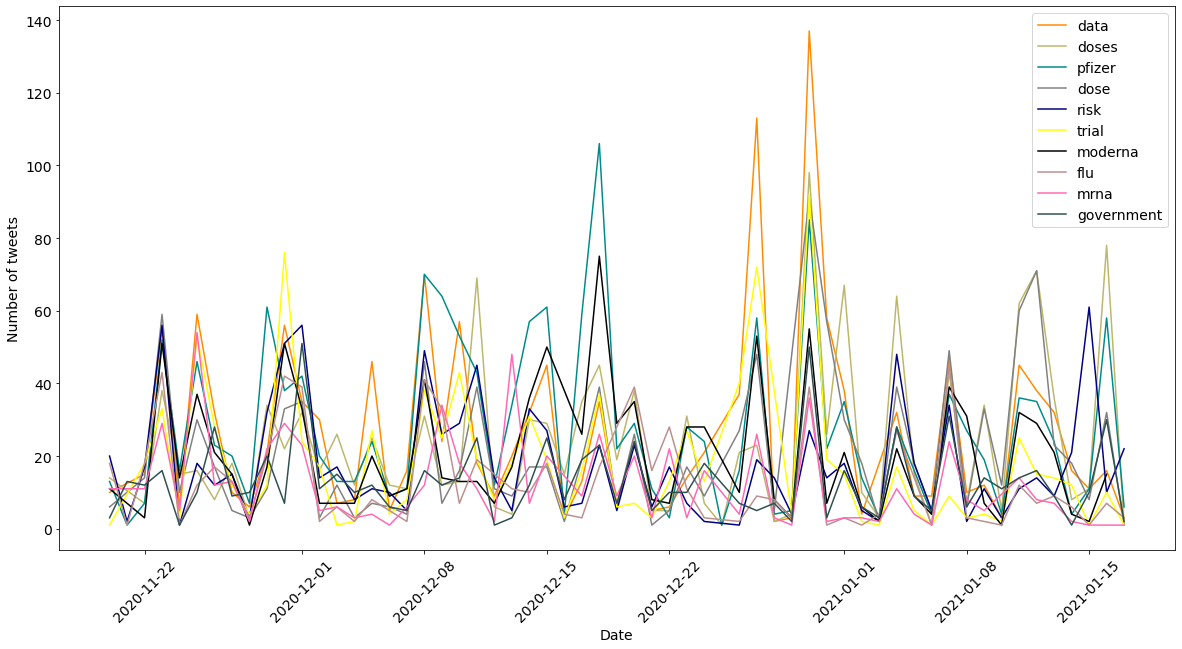 140
120
100
80
60
40
20
0
Number of tweets
data
doses
pfizer
dose
risk
trial
moderna
flu
mrna
government
2020-11-22
2020-12-01
2020-12-08
2020-12-15
2020-12-22
2021-01-01
2021-01-08
2021-01-15
Date